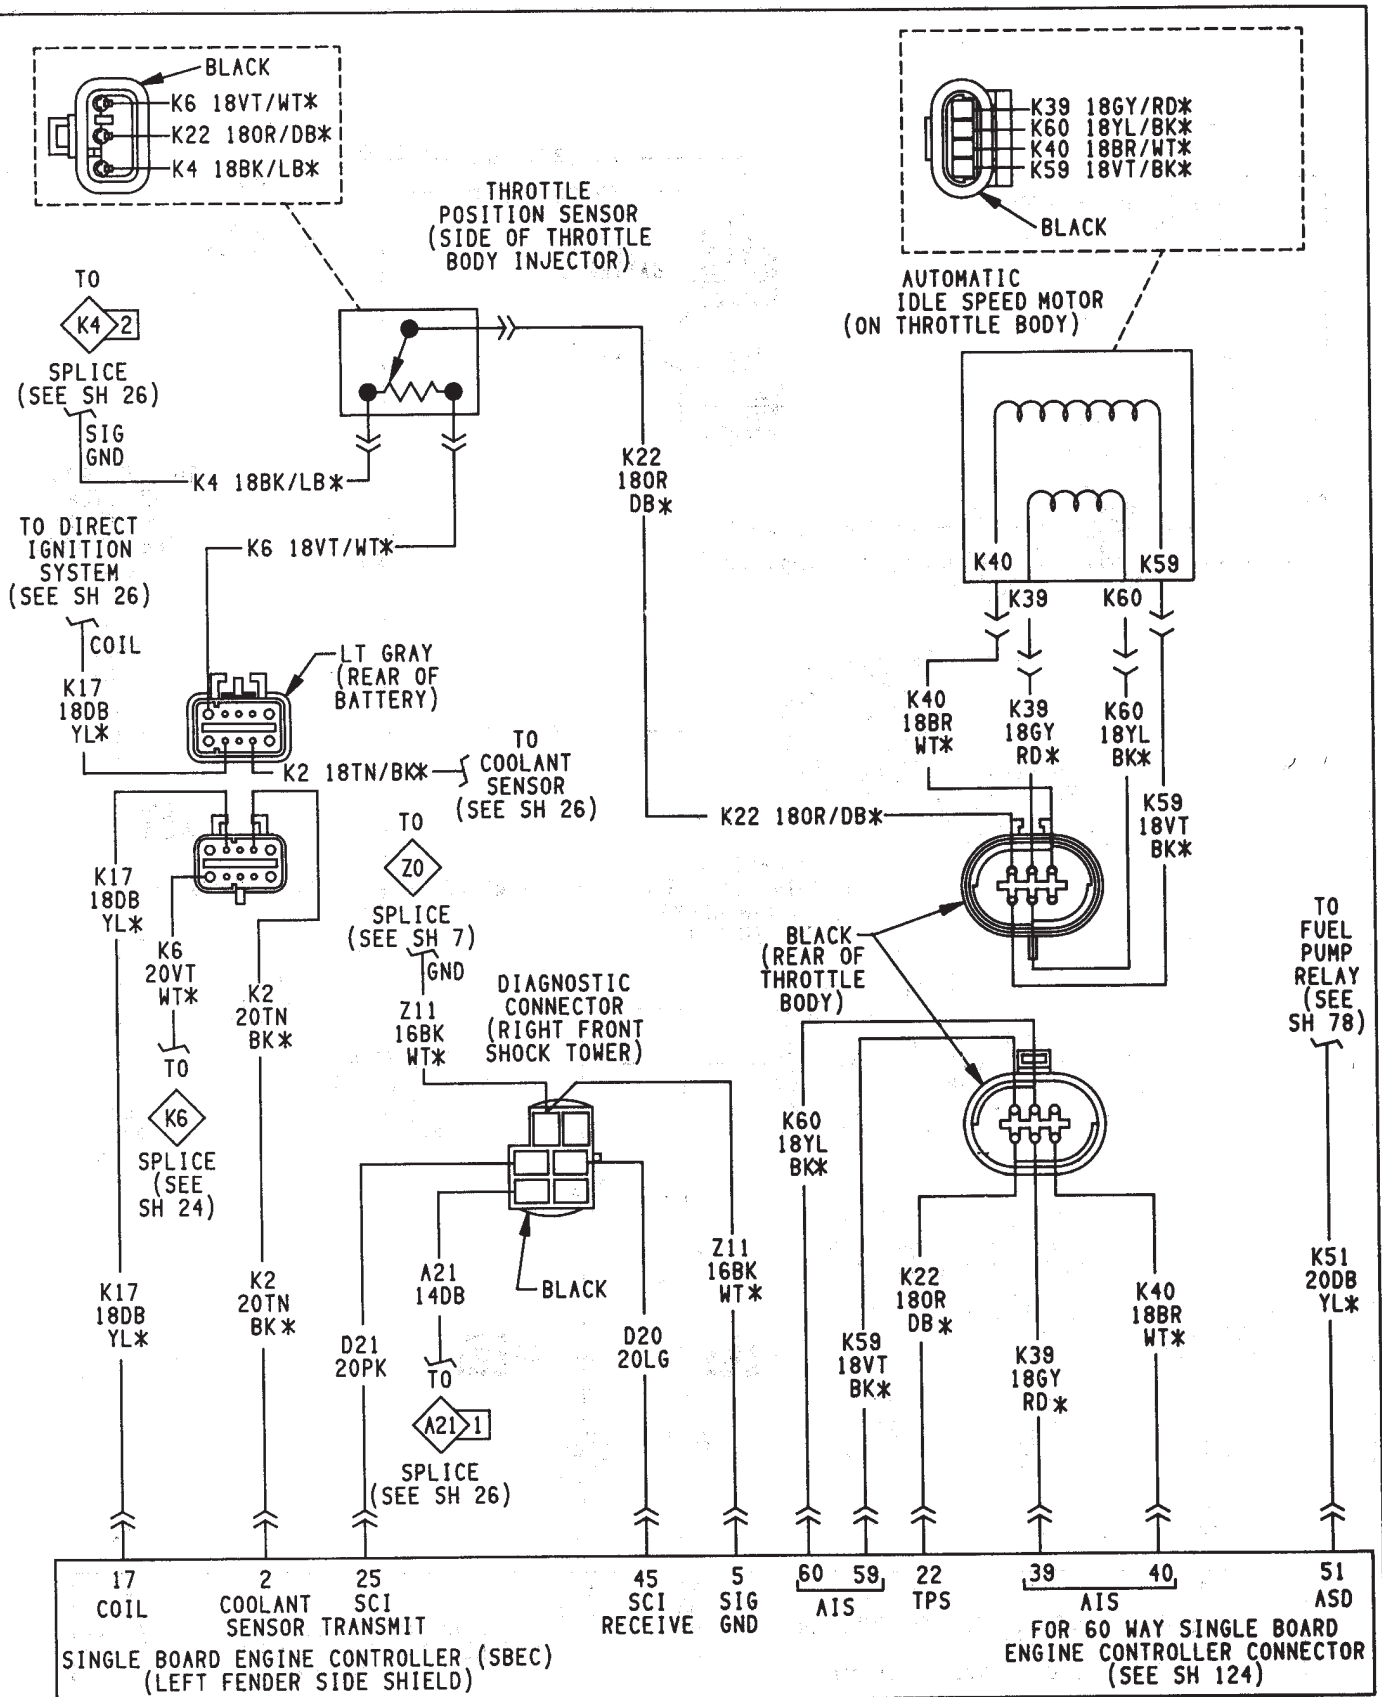 BLACK
K6 18VT/WT*
K22 18OR/DB*
K4 18BK/LB*
K39 18GY/RD*
K60 18YL/BK*
K40 18BR/WT*
K59 18VT/BK*
BLACK
THROTTLE
POSITION SENSOR
(SIDE OF THROTTLE
BODY INJECTOR)
AUTOMATIC
IDLE SPEED MOTOR
(ON THROTTLE BODY)
TO
K4 2
SPLICE
(SEE SH 26)
SIG
GND
K4 18BK/LB*
K22
18OR
DB*
TO DIRECT
IGNITION
SYSTEM
(SEE SH 26)
COIL
K6 18VT/WT*
K40
K59
K39
K60
LT GRAY
(REAR OF
BATTERY)
K17
18DB
YL*
K2 18TN/BK*
TO
COOLANT
SENSOR
(SEE SH 26)
K40
18BR
WT*
K39
18GY
RD*
K60
18YL
BK*
K59
18VT
BK*
K22 18OR/DB*
TO
Z0
SPLICE
(SEE SH 7)
GND
K17
18DB
YL*
K6
20VT
WT*
K2
20TN
BK*
Z11
16BK
WT*
DIAGNOSTIC
CONNECTOR
(RIGHT FRONT
SHOCK TOWER)
BLACK
(REAR OF
THROTTLE
BODY)
TO
FUEL
PUMP
RELAY
(SEE
SH 78)
TO
K6
SPLICE
(SEE
SH 24)
K60
18YL
BK*
A21
14DB
BLACK
Z11
16BK
WT*
K17
18DB
YL*
K2
20TN
BK*
D21
20PK
D20
20LG
K59
18VT
BK*
K22
18OR
DB*
K39
18GY
RD*
K40
18BR
WT*
K51
20DB
YL*
TO
A21 1
SPLICE
(SEE SH 26)
17 2 25 45 5 60 59 22 39 40 51
COIL COOLANT SCI SCI SIG AIS TPS AIS ASD
SENSOR TRANSMIT RECEIVE GND
FOR 60 WAY SINGLE BOARD
ENGINE CONTROLLER CONNECTOR
(SEE SH 124)
SINGLE BOARD ENGINE CONTROLLER (SBEC)
(LEFT FENDER SIDE SHIELD)